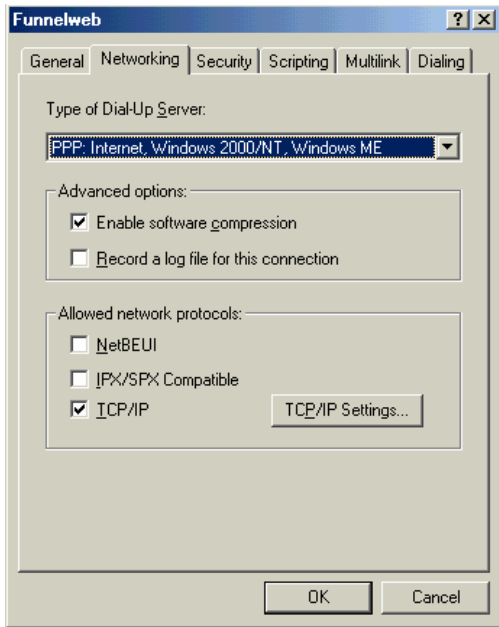 Funnelweb
General Networking Security Scripting Multilink Dialing
Type of Dial-Up Server:
PPP: Internet, Windows 2000/NT, Windows ME
Advanced options:
Enable software compression
Record a log file for this connection
Allowed network protocols:
NetBEUI
IPX/SPX Compatible
TCP/IP TCP/IP Settings...
OK Cancel